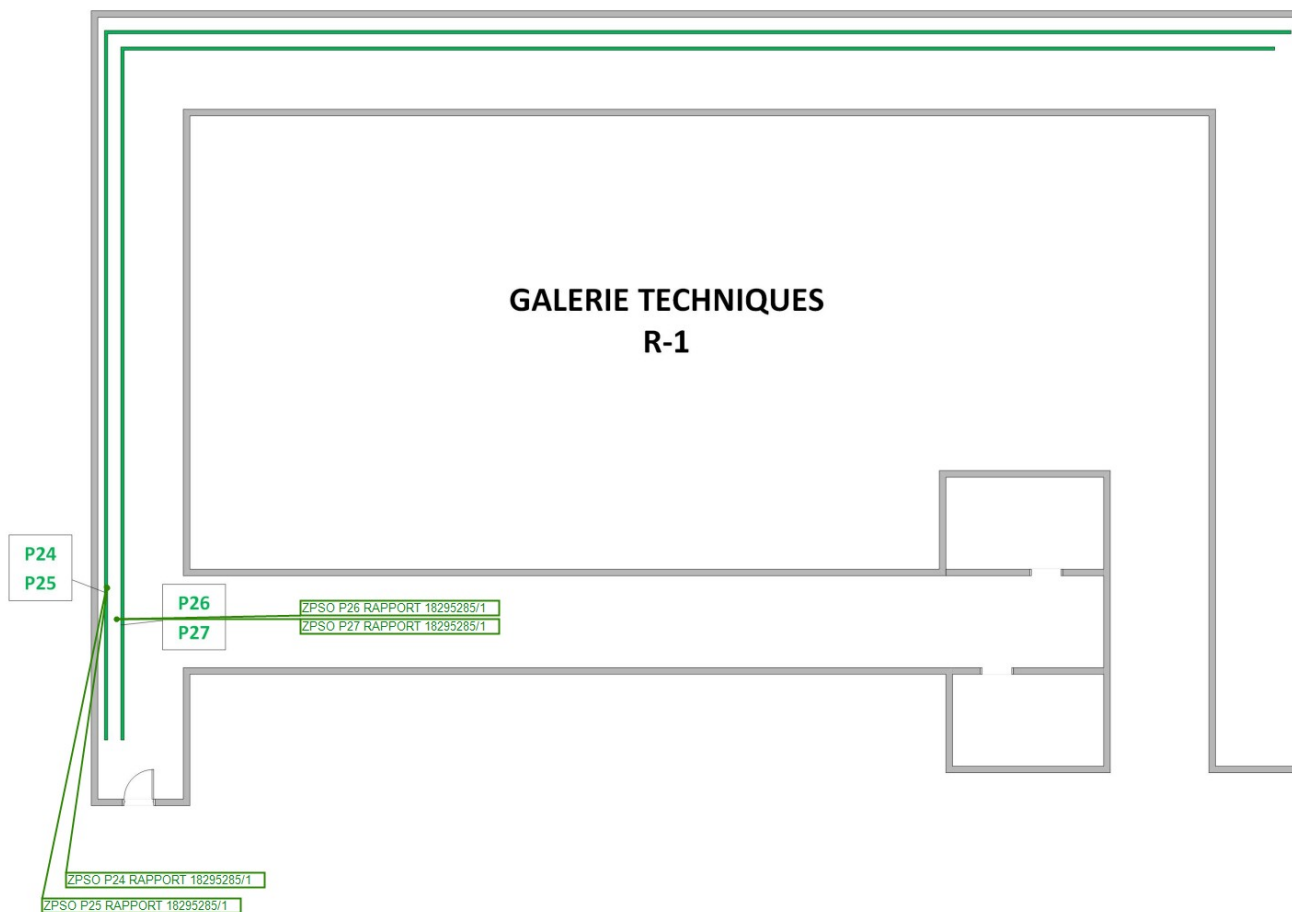 GALERIE TECHNIQUES
R-1
P24
P25
P26
P27
ZPSO P26 RAPPORT 18295285/1
ZPSO P27 RAPPORT 18295285/1
ZPSO P24 RAPPORT 18295285/1
ZPSO P25 RAPPORT 18295285/1